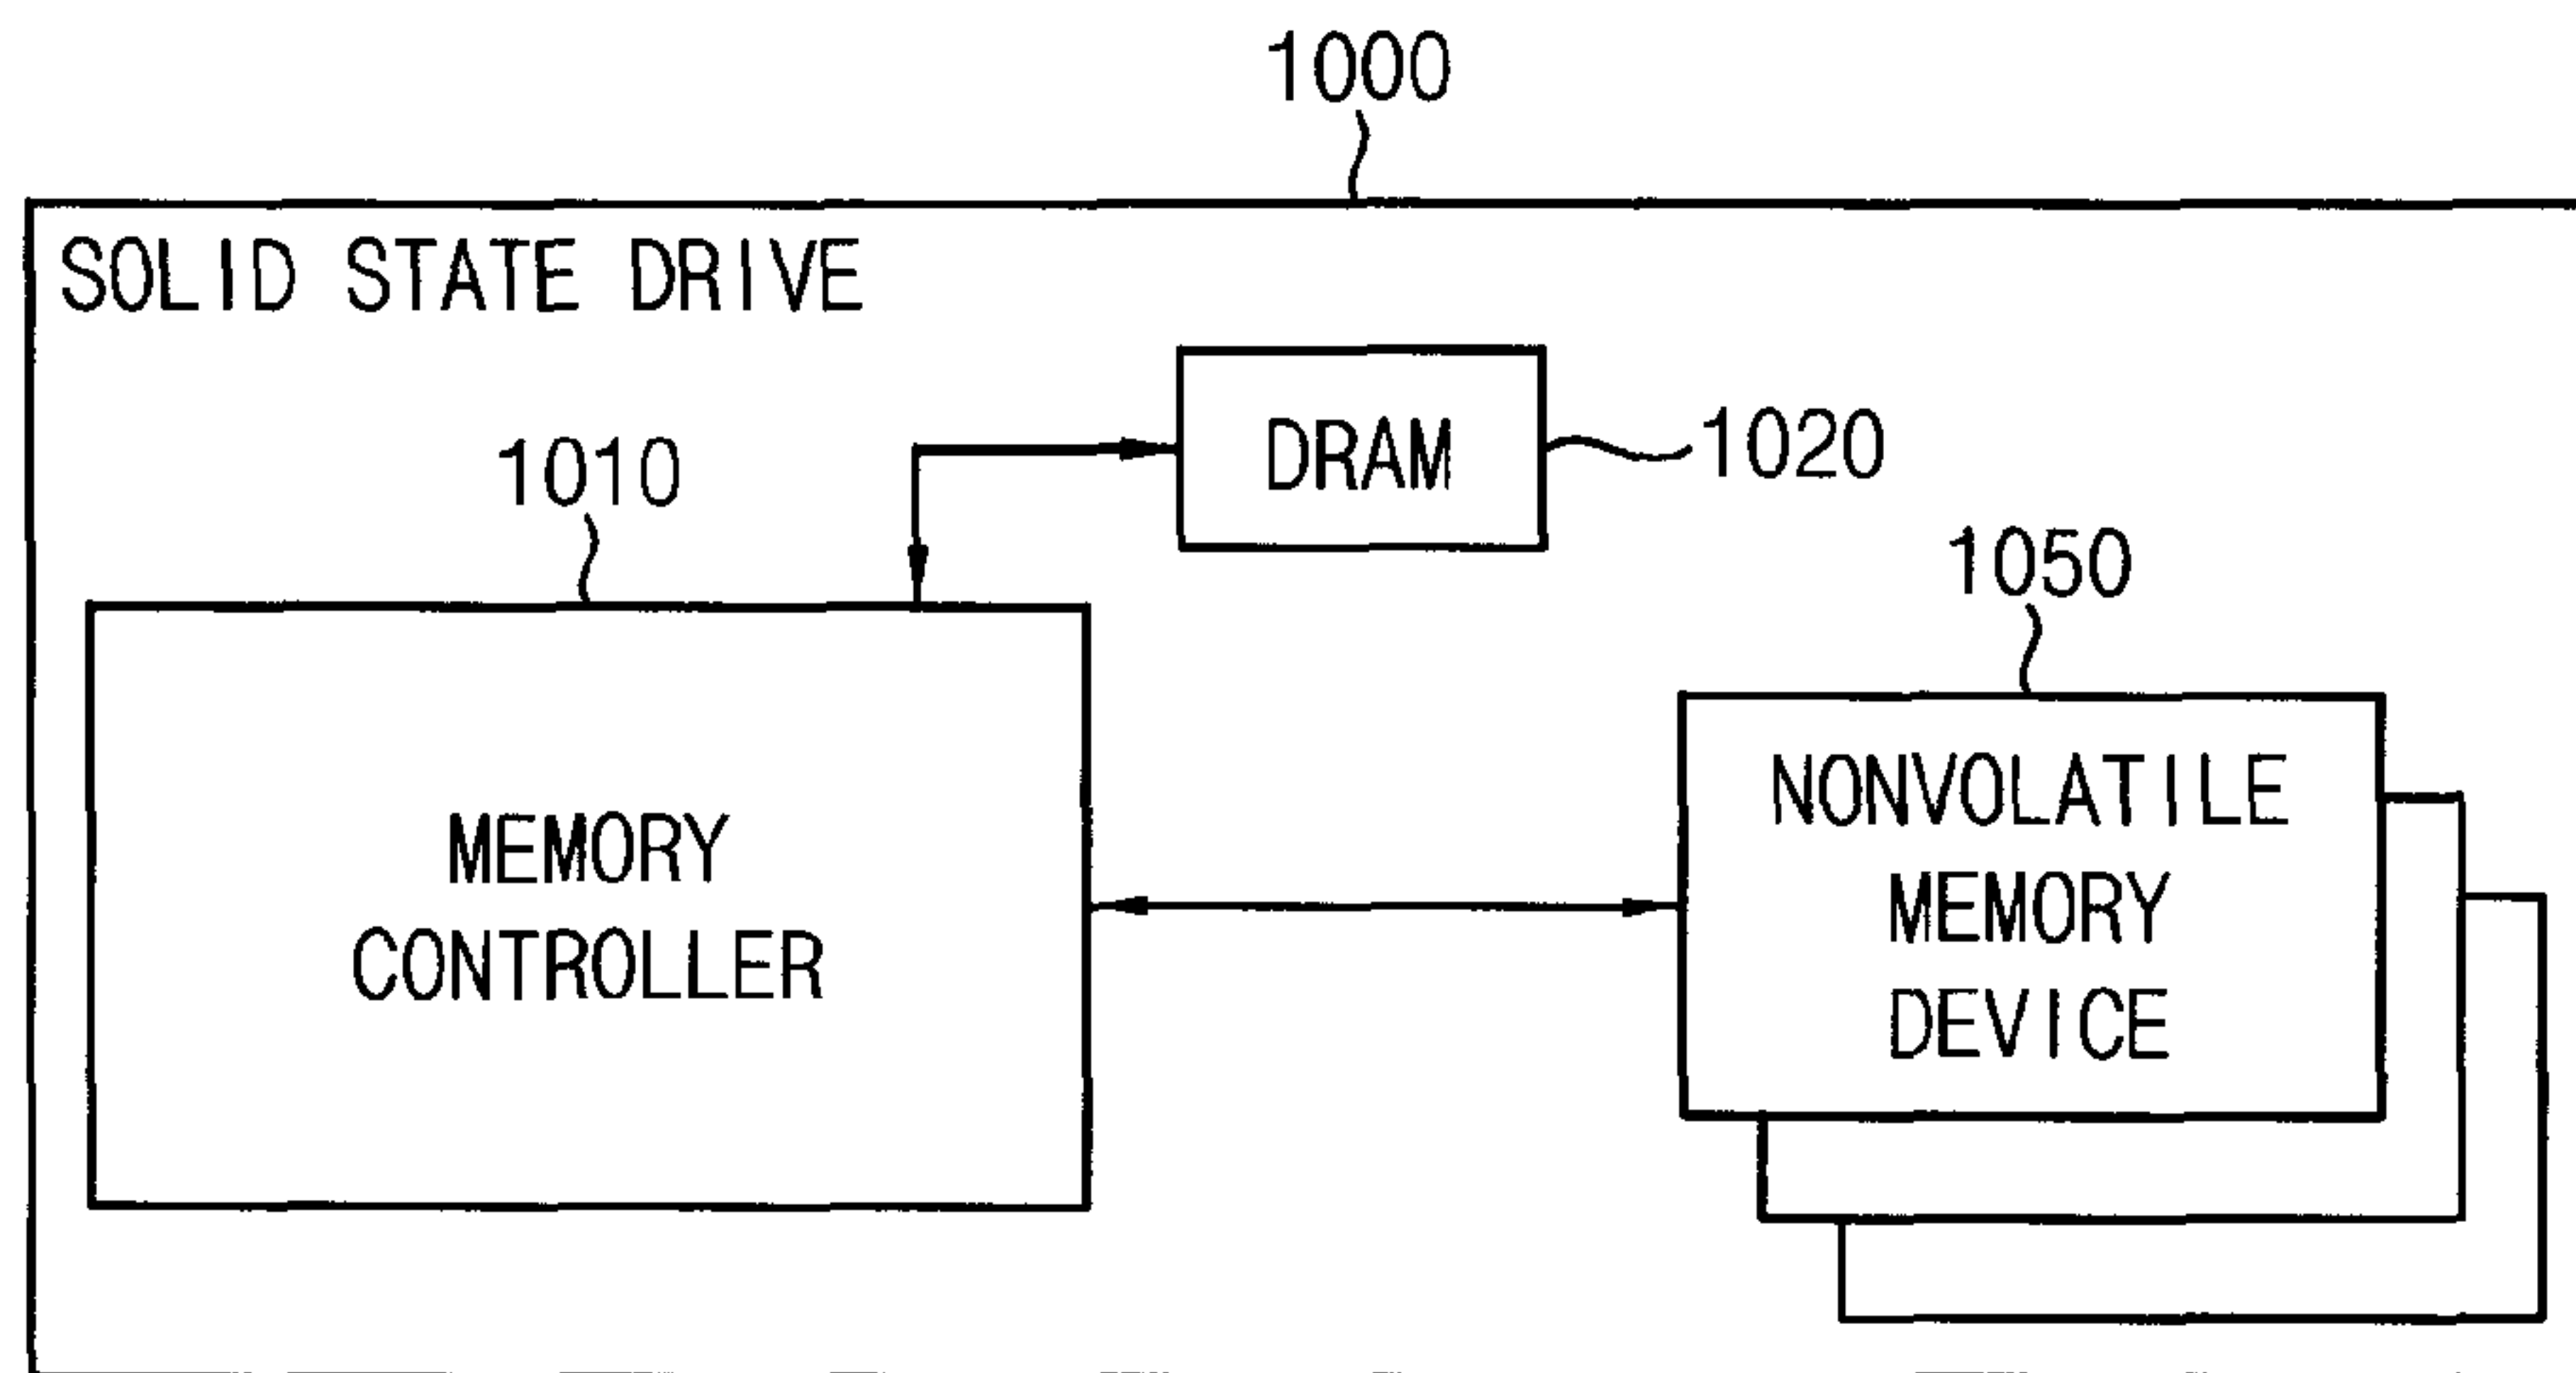 1000
SOLID STATE DRIVE
DRAM
1020
1010
1050
NONVOLATILE
MEMORY
DEVICE
MEMORY
CONTROLLER